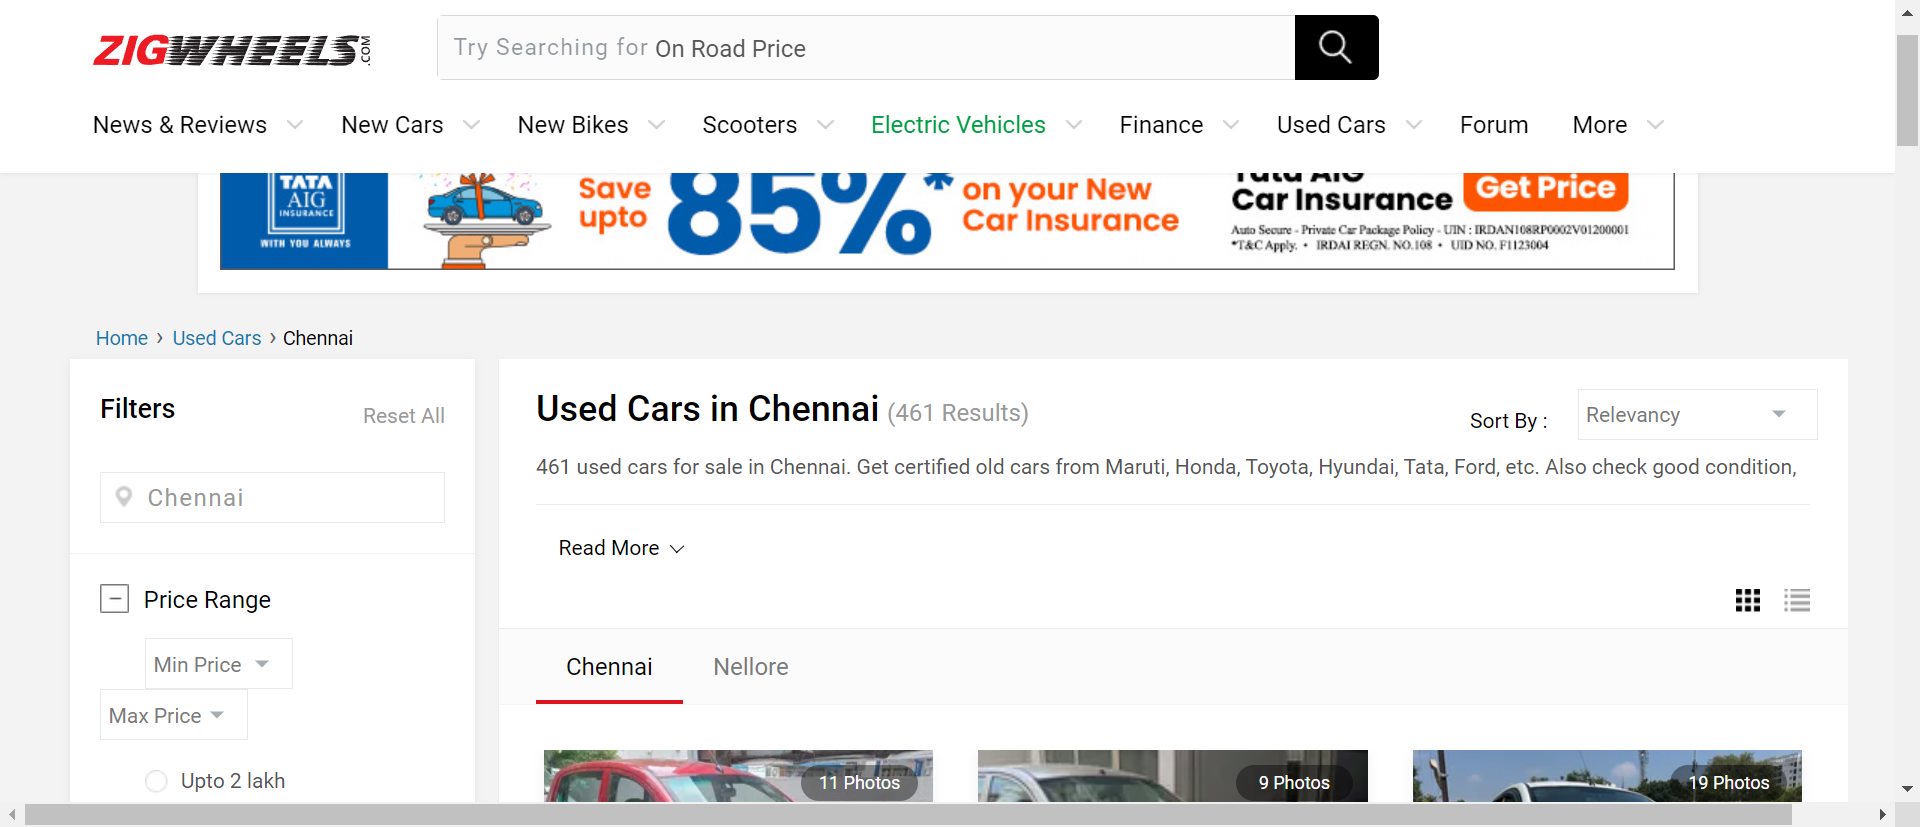 ZIGWHEELS.COM
Try Searching for On Road Price
News & Reviews New Cars New Bikes Scooters Electric Vehicles Finance Used Cars Forum More
TATA
AIG
INSURANCE
WITH YOU ALWAYS
Save
upto
85%*
on your New
Car Insurance
Tata AIG
Car Insurance
Get Price
Auto Secure - Private Car Package Policy - UIN : IRDAN108RP0002V01200001
*T&C Apply. • IRDAI REGN. NO.108 • UID NO. F1123004
Home › Used Cars › Chennai
Filters
Reset All
Chennai
Price Range
Min Price
Max Price
Upto 2 lakh
Used Cars in Chennai (461 Results)
Sort By :
Relevancy
461 used cars for sale in Chennai. Get certified old cars from Maruti, Honda, Toyota, Hyundai, Tata, Ford, etc. Also check good condition,
Read More
Chennai Nellore
11 Photos
9 Photos
19 Photos